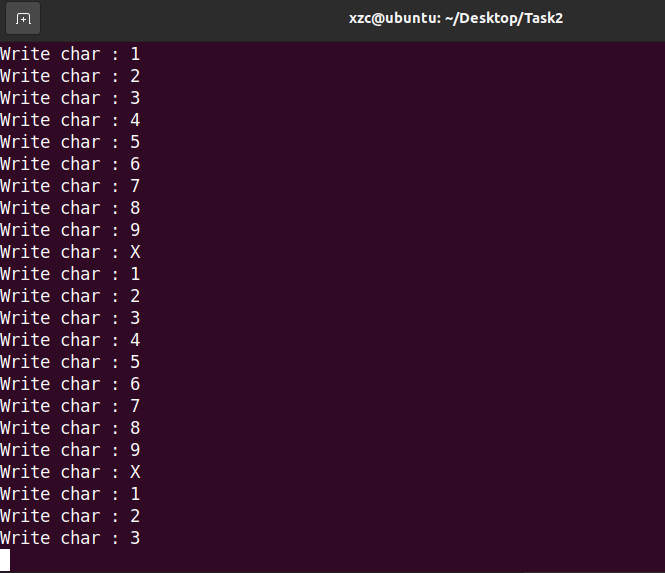 xzc@ubuntu: ~/Desktop/Task2
Write char : 1
Write char : 2
Write char : 3
Write char : 4
Write char : 5
Write char : 6
Write char : 7
Write char : 8
Write char : 9
Write char : X
Write char : 1
Write char : 2
Write char : 3
Write char : 4
Write char : 5
Write char : 6
Write char : 7
Write char : 8
Write char : 9
Write char : X
Write char : 1
Write char : 2
Write char : 3